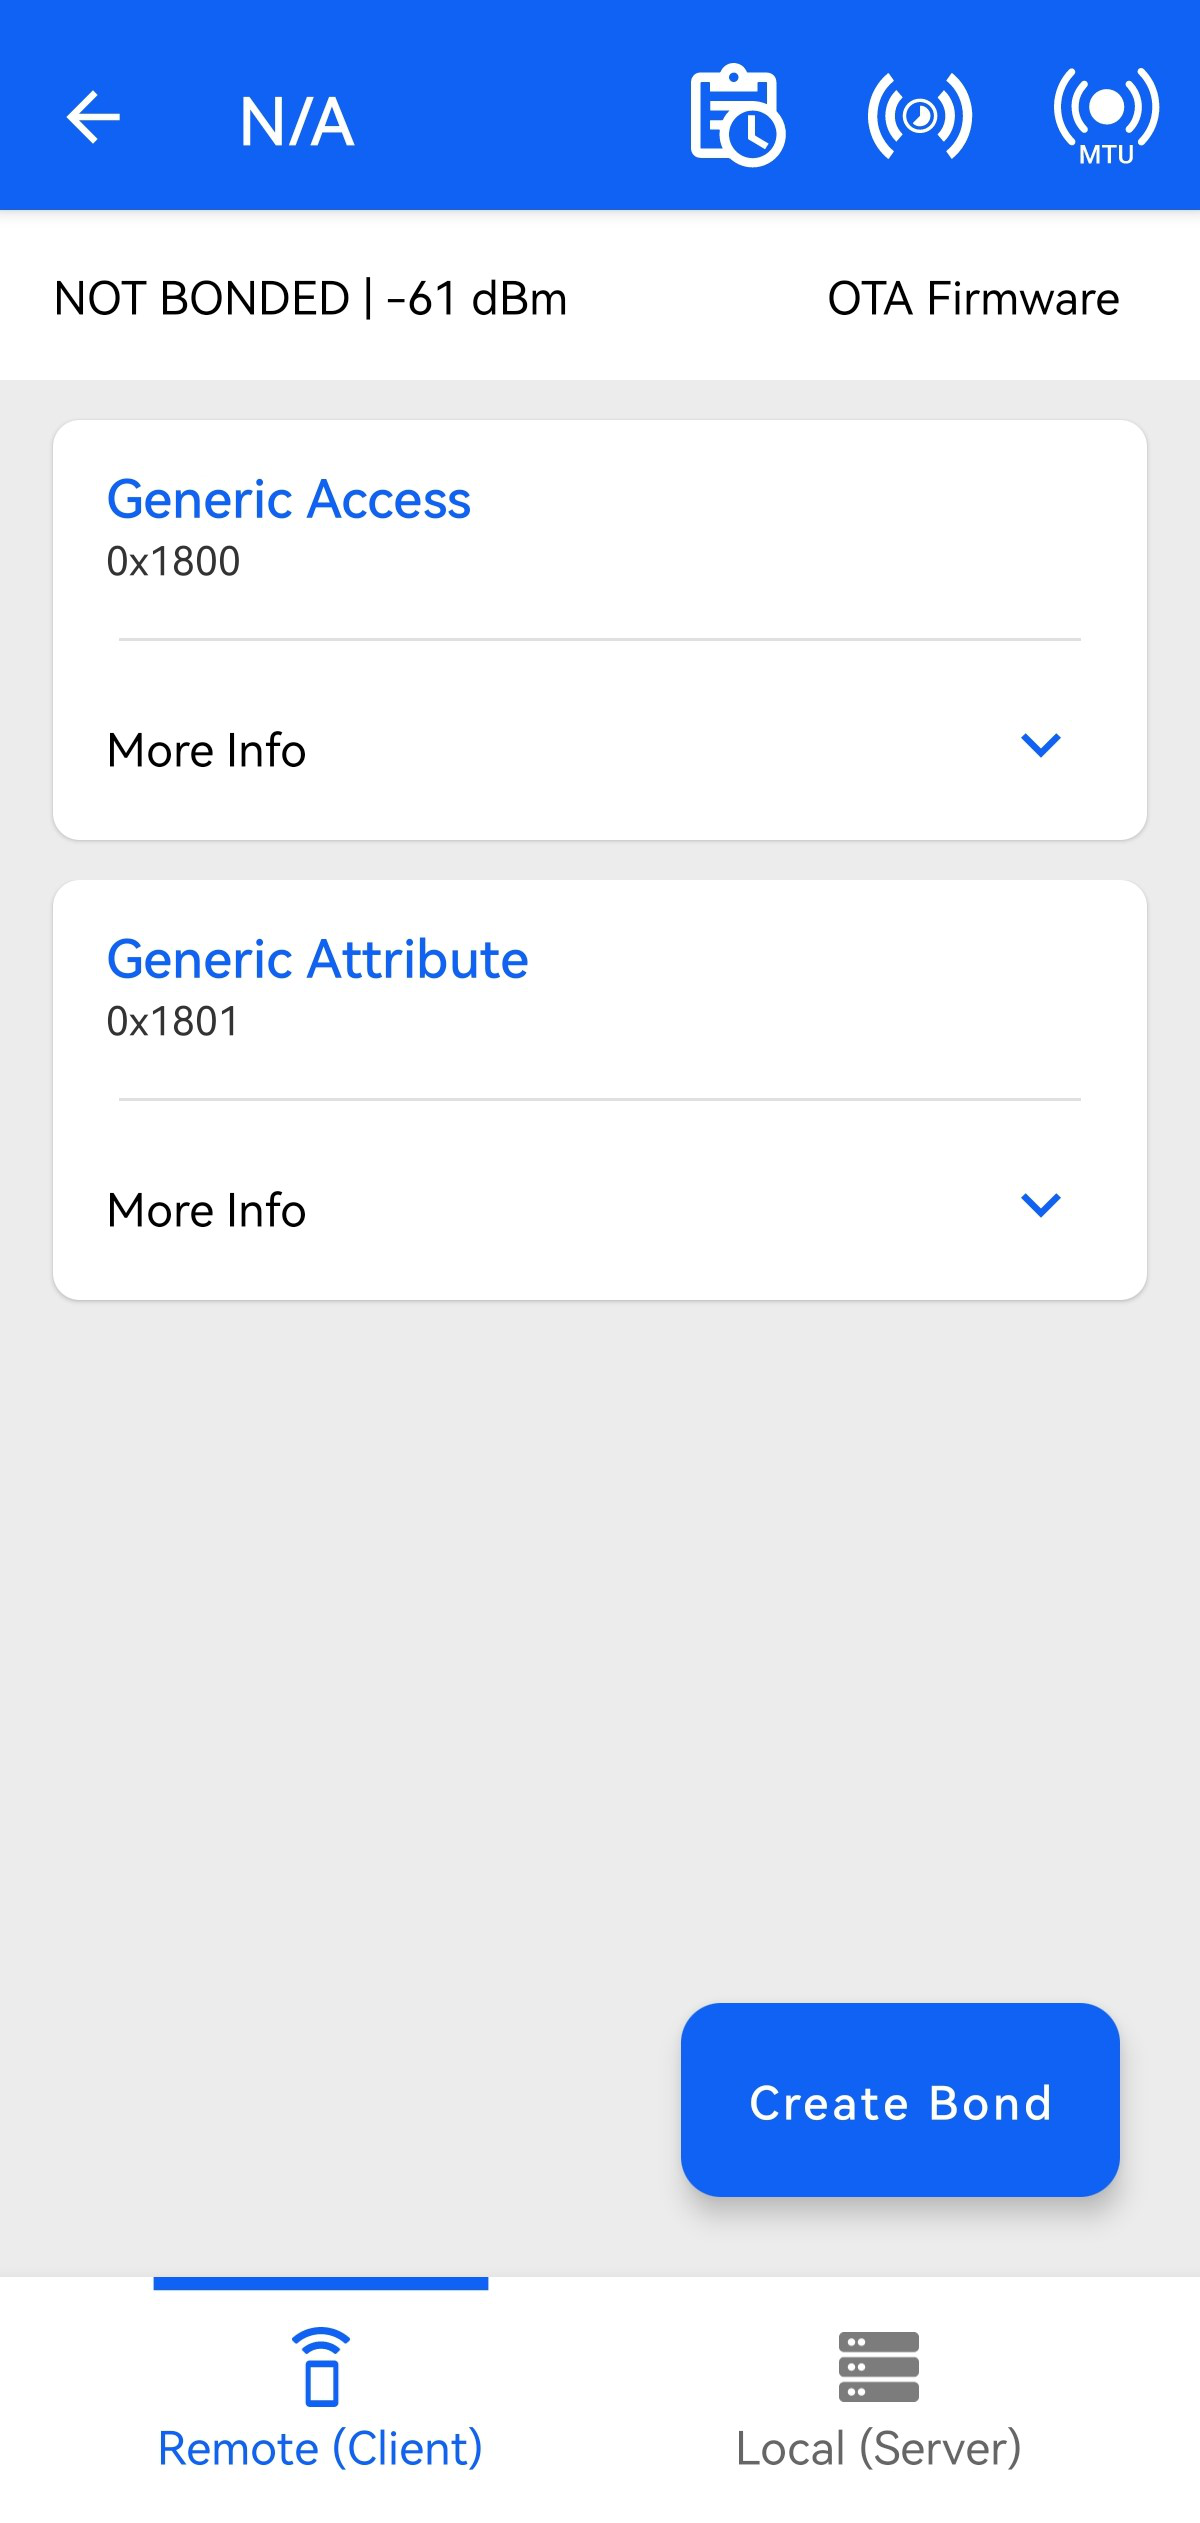 N/A
MTU
NOT BONDED | -61 dBm
OTA Firmware
Generic Access
0x1800
More Info
Generic Attribute
0x1801
More Info
Create Bond
Remote (Client)
Local (Server)